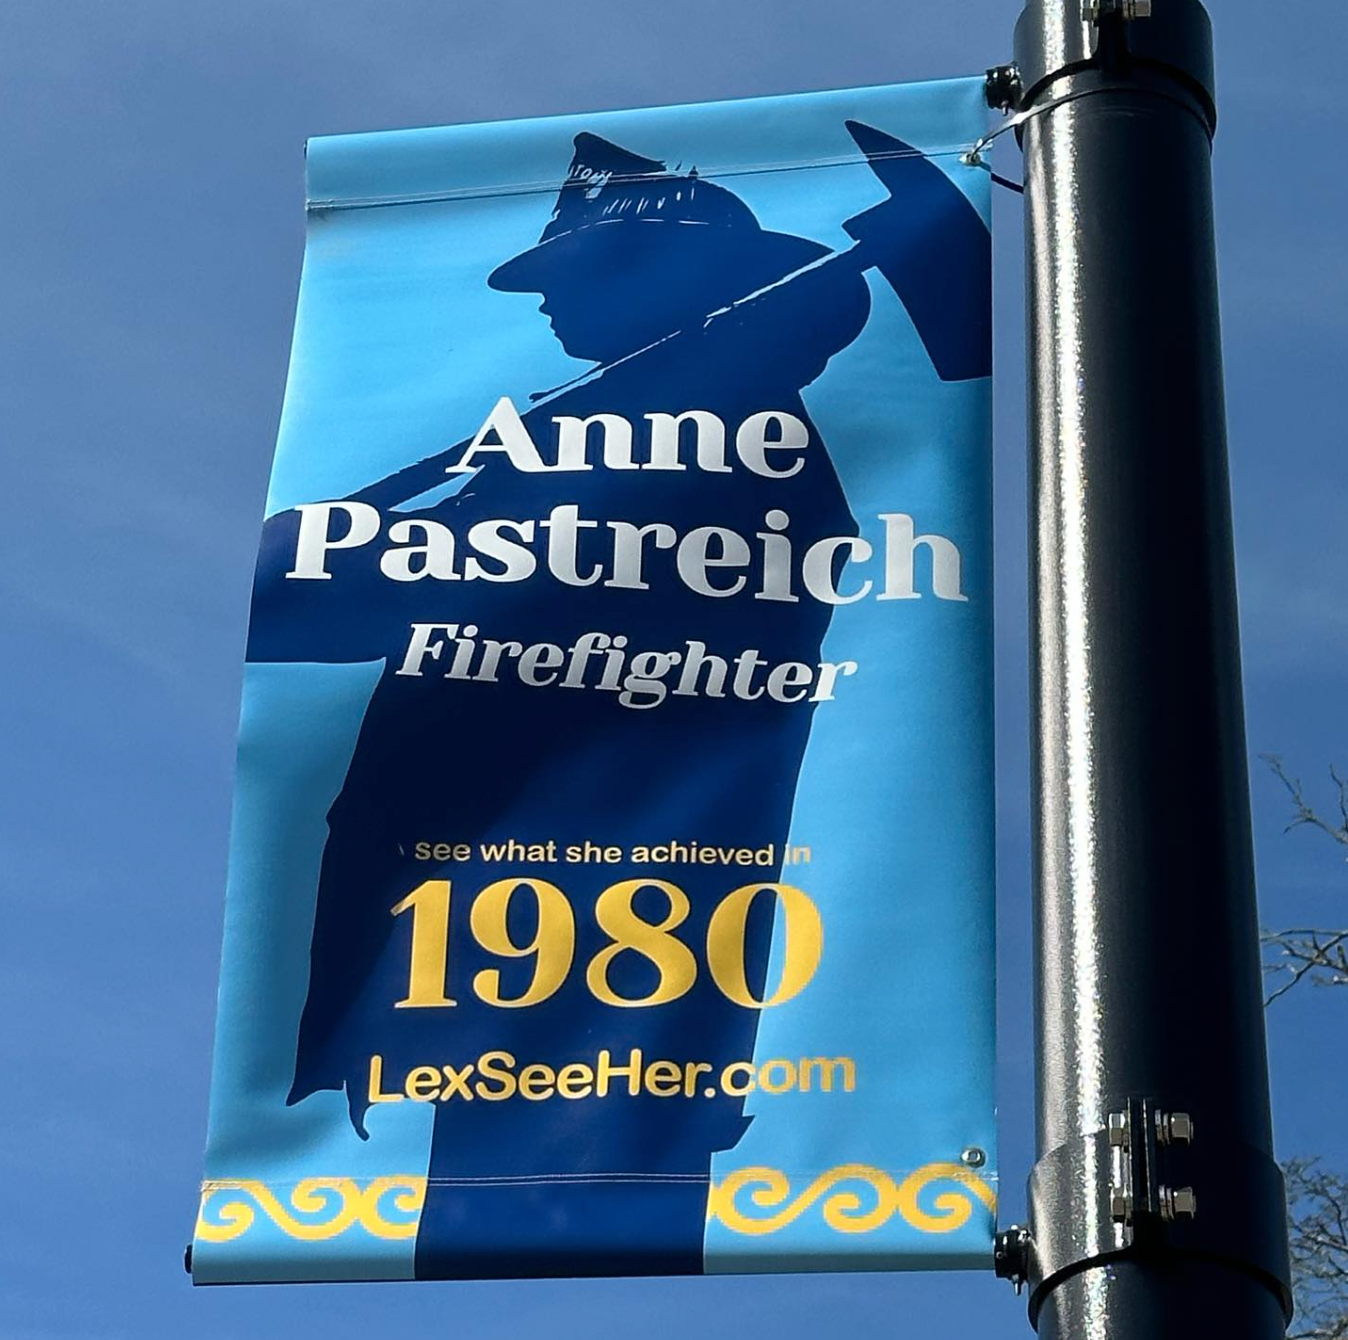 Anne
Pastreich
Firefighter
see what she achieved in
1980
LexSeeHer.com